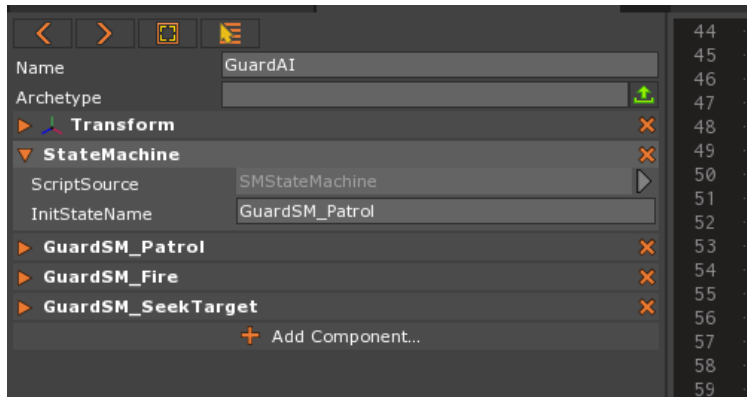 Name GuardAI
Archetype
Transform
StateMachine
ScriptSource SMStateMachine
InitStateName GuardSM_Patrol
GuardSM_Patrol
GuardSM_Fire
GuardSM_SeekTarget
Add Component...
44
45
46
47
48
49
50
51
52
53
54
55
56
57
58
59